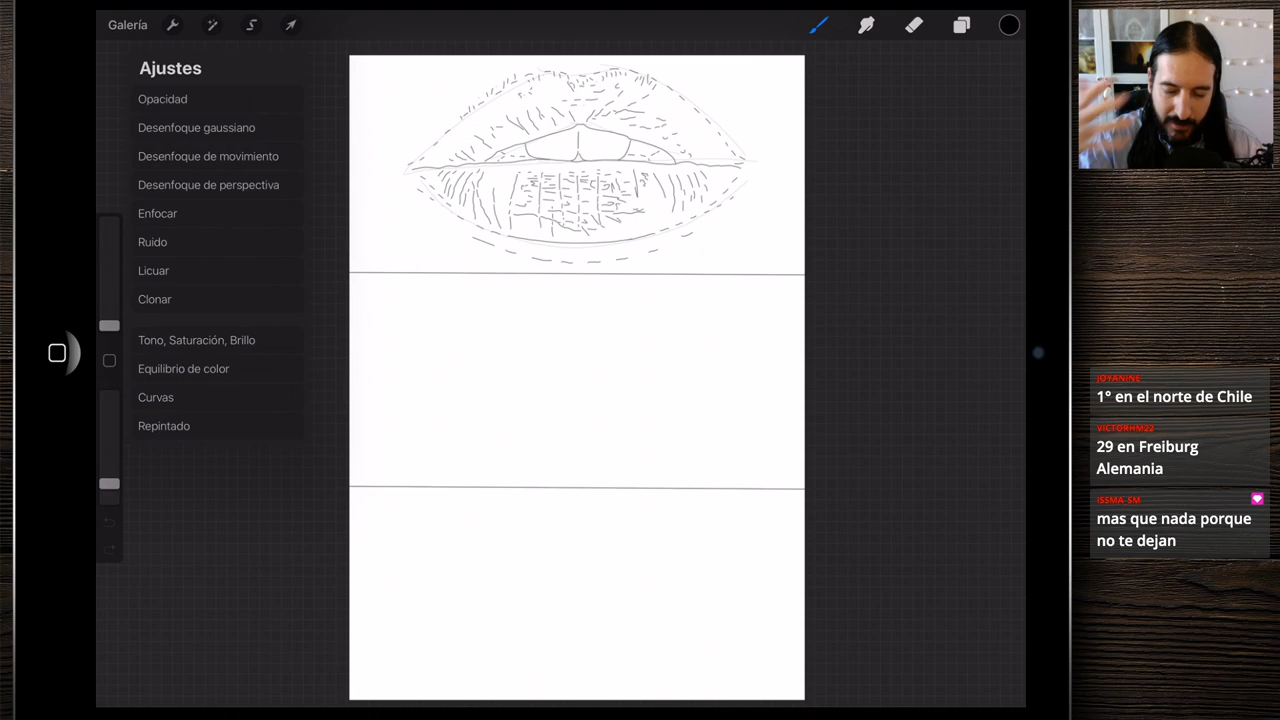 Galería
Ajustes
Opacidad
Desenfoque gaussiano
Desenfoque de movimiento
Desenfoque de perspectiva
Enfocar
Ruido
Licuar
Clonar
Tono, Saturación, Brillo
Equilibrio de color
Curvas
Repintado
JOYANINE
1° en el norte de Chile
VICTORHM22
29 en Freiburg
Alemania
ISSMA_SM
mas que nada porque
no te dejan